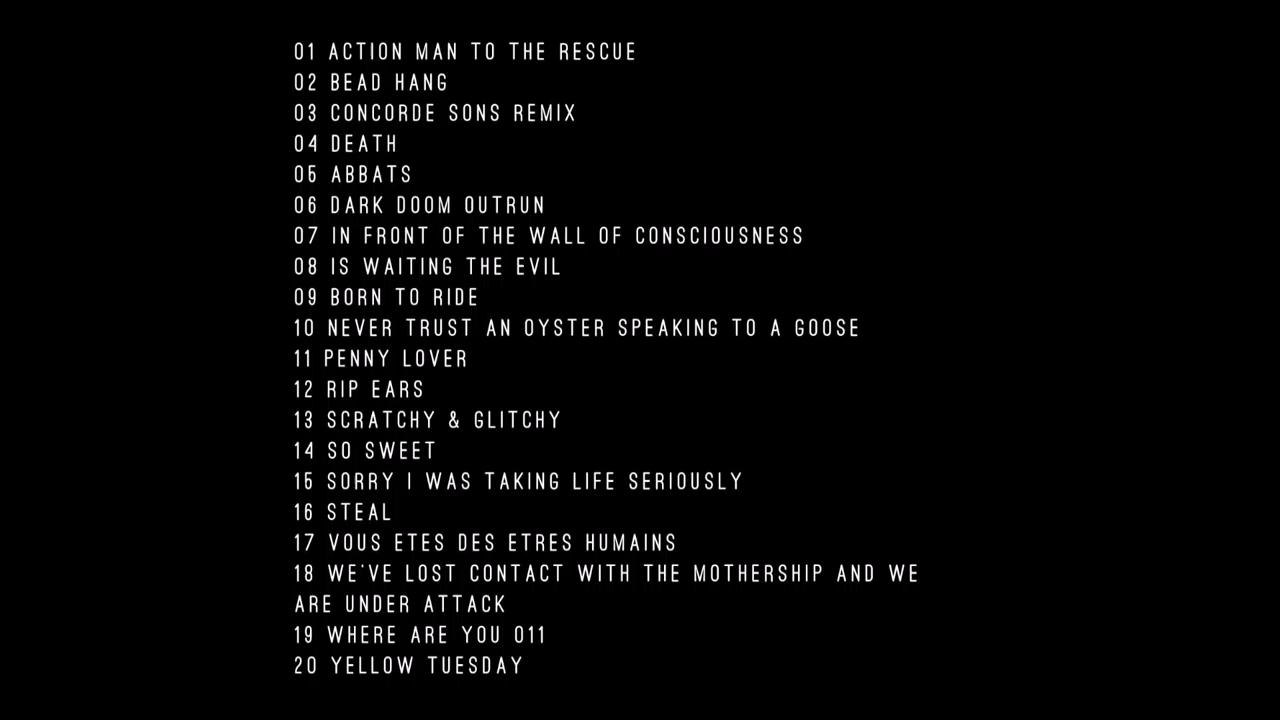 01 ACTION MAN TO THE RESCUE
02 BEAD HANG
03 CONCORDE SONS REMIX
04 DEATH
05 ABBATS
06 DARK DOOM OUTRUN
07 IN FRONT OF THE WALL OF CONSCIOUSNESS
08 IS WAITING THE EVIL
09 BORN TO RIDE
10 NEVER TRUST AN OYSTER SPEAKING TO A GOOSE
11 PENNY LOVER
12 RIP EARS
13 SCRATCHY & GLITCHY
14 SO SWEET
15 SORRY I WAS TAKING LIFE SERIOUSLY
16 STEAL
17 VOUS ETES DES ETRES HUMAINS
18 WE'VE LOST CONTACT WITH THE MOTHERSHIP AND WE
ARE UNDER ATTACK
19 WHERE ARE YOU 011
20 YELLOW TUESDAY